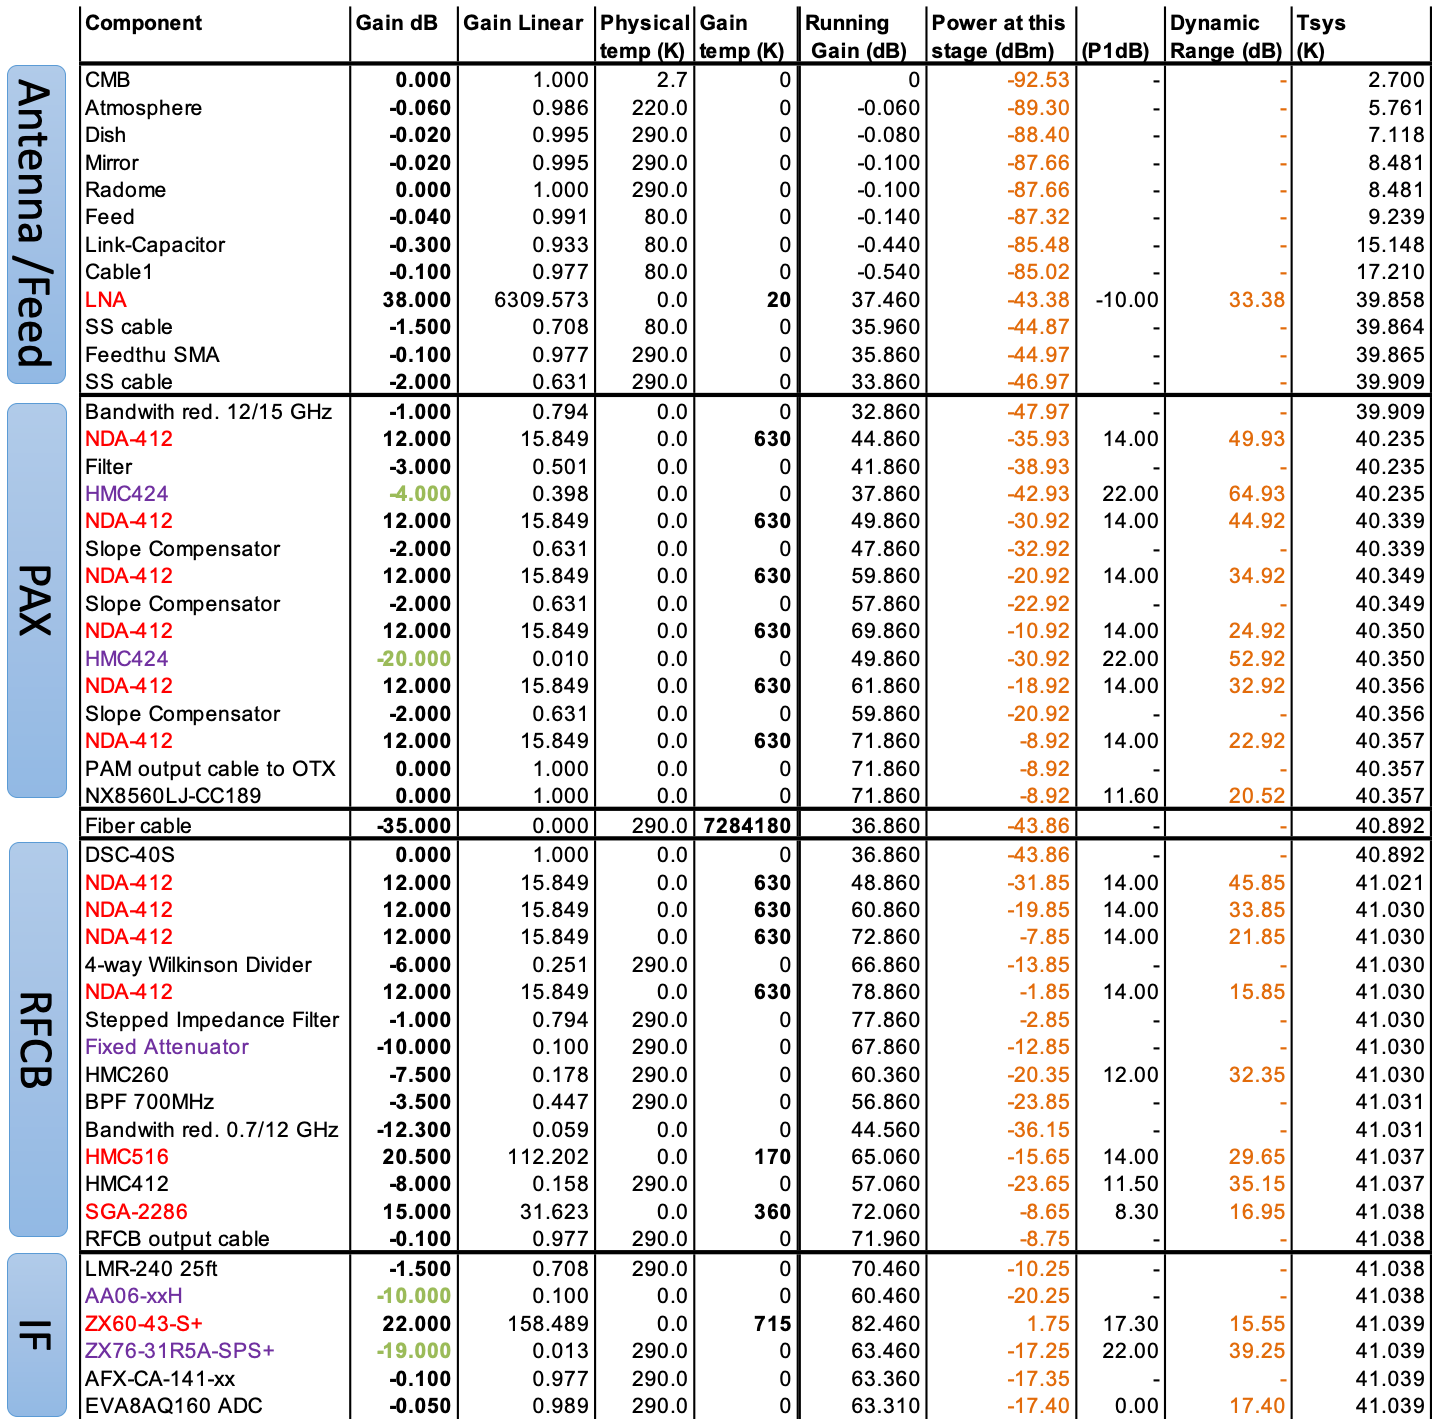 Component Gain dB Gain Linear Physical temp (K) Gain temp (K) Running Gain (dB) Power at this stage (dBm) (P1dB) Dynamic Range (dB) Tsys (K)
Antenna /Feed
CMB 0.000 1.000 2.7 0 0 -92.53 - - 2.700
Atmosphere -0.060 0.986 220.0 0 -0.060 -89.30 - - 5.761
Dish -0.020 0.995 290.0 0 -0.080 -88.40 - - 7.118
Mirror -0.020 0.995 290.0 0 -0.100 -87.66 - - 8.481
Radome 0.000 1.000 290.0 0 -0.100 -87.66 - - 8.481
Feed -0.040 0.991 80.0 0 -0.140 -87.32 - - 9.239
Link-Capacitor -0.300 0.933 80.0 0 -0.440 -85.48 - - 15.148
Cable1 -0.100 0.977 80.0 0 -0.540 -85.02 - - 17.210
LNA 38.000 6309.573 0.0 20 37.460 -43.38 -10.00 33.38 39.858
SS cable -1.500 0.708 80.0 0 35.960 -44.87 - - 39.864
Feedthu SMA -0.100 0.977 290.0 0 35.860 -44.97 - - 39.865
SS cable -2.000 0.631 290.0 0 33.860 -46.97 - - 39.909
PAX
Bandwith red. 12/15 GHz -1.000 0.794 0.0 0 32.860 -47.97 - - 39.909
NDA-412 12.000 15.849 0.0 630 44.860 -35.93 14.00 49.93 40.235
Filter -3.000 0.501 0.0 0 41.860 -38.93 - - 40.235
HMC424 -4.000 0.398 0.0 0 37.860 -42.93 22.00 64.93 40.235
NDA-412 12.000 15.849 0.0 630 49.860 -30.92 14.00 44.92 40.339
Slope Compensator -2.000 0.631 0.0 0 47.860 -32.92 - - 40.339
NDA-412 12.000 15.849 0.0 630 59.860 -20.92 14.00 34.92 40.349
Slope Compensator -2.000 0.631 0.0 0 57.860 -22.92 - - 40.349
NDA-412 12.000 15.849 0.0 630 69.860 -10.92 14.00 24.92 40.350
HMC424 -20.000 0.010 0.0 0 49.860 -30.92 22.00 52.92 40.350
NDA-412 12.000 15.849 0.0 630 61.860 -18.92 14.00 32.92 40.356
Slope Compensator -2.000 0.631 0.0 0 59.860 -20.92 - - 40.356
NDA-412 12.000 15.849 0.0 630 71.860 -8.92 14.00 22.92 40.357
PAM output cable to OTX 0.000 1.000 0.0 0 71.860 -8.92 - - 40.357
NX8560LJ-CC189 0.000 1.000 0.0 0 71.860 -8.92 11.60 20.52 40.357
Fiber cable -35.000 0.000 290.0 7284180 36.860 -43.86 - - 40.892
RFCB
DSC-40S 0.000 1.000 0.0 0 36.860 -43.86 - - 40.892
NDA-412 12.000 15.849 0.0 630 48.860 -31.85 14.00 45.85 41.021
NDA-412 12.000 15.849 0.0 630 60.860 -19.85 14.00 33.85 41.030
NDA-412 12.000 15.849 0.0 630 72.860 -7.85 14.00 21.85 41.030
4-way Wilkinson Divider -6.000 0.251 290.0 0 66.860 -13.85 - - 41.030
NDA-412 12.000 15.849 0.0 630 78.860 -1.85 14.00 15.85 41.030
Stepped Impedance Filter -1.000 0.794 290.0 0 77.860 -2.85 - - 41.030
Fixed Attenuator -10.000 0.100 290.0 0 67.860 -12.85 - - 41.030
HMC260 -7.500 0.178 290.0 0 60.360 -20.35 12.00 32.35 41.030
BPF 700MHz -3.500 0.447 290.0 0 56.860 -23.85 - - 41.031
Bandwith red. 0.7/12 GHz -12.300 0.059 0.0 0 44.560 -36.15 - - 41.031
HMC516 20.500 112.202 0.0 170 65.060 -15.65 14.00 29.65 41.037
HMC412 -8.000 0.158 290.0 0 57.060 -23.65 11.50 35.15 41.037
SGA-2286 15.000 31.623 0.0 360 72.060 -8.65 8.30 16.95 41.038
RFCB output cable -0.100 0.977 290.0 0 71.960 -8.75 - - 41.038
IF
LMR-240 25ft -1.500 0.708 290.0 0 70.460 -10.25 - - 41.038
AA06-xxH -10.000 0.100 0.0 0 60.460 -20.25 - - 41.038
ZX60-43-S+ 22.000 158.489 0.0 715 82.460 1.75 17.30 15.55 41.039
ZX76-31R5A-SPS+ -19.000 0.013 290.0 0 63.460 -17.25 22.00 39.25 41.039
AFX-CA-141-xx -0.100 0.977 290.0 0 63.360 -17.35 - - 41.039
EVA8AQ160 ADC -0.050 0.989 290.0 0 63.310 -17.40 0.00 17.40 41.039